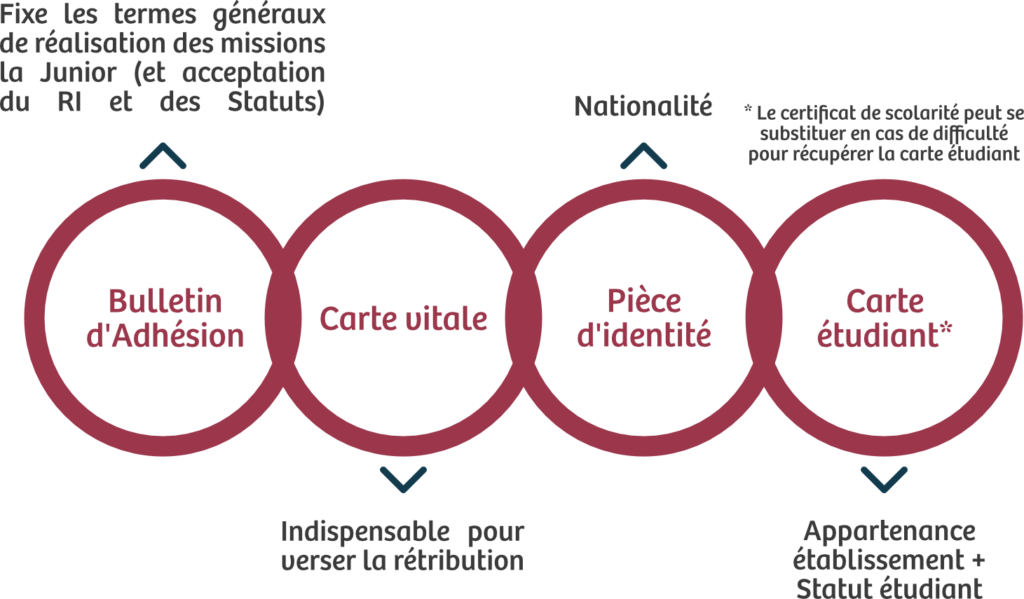 Fixe les termes généraux
de réalisation des missions
la Junior (et acceptation
du RI et des Statuts)
Nationalité
* Le certificat de scolarité peut se
substituer en cas de difficulté
pour récupérer la carte étudiant
Bulletin
d'Adhésion
Carte vitale
Pièce
d'identité
Carte
étudiant*
Indispensable pour
verser la rétribution
Appartenance
établissement +
Statut étudiant